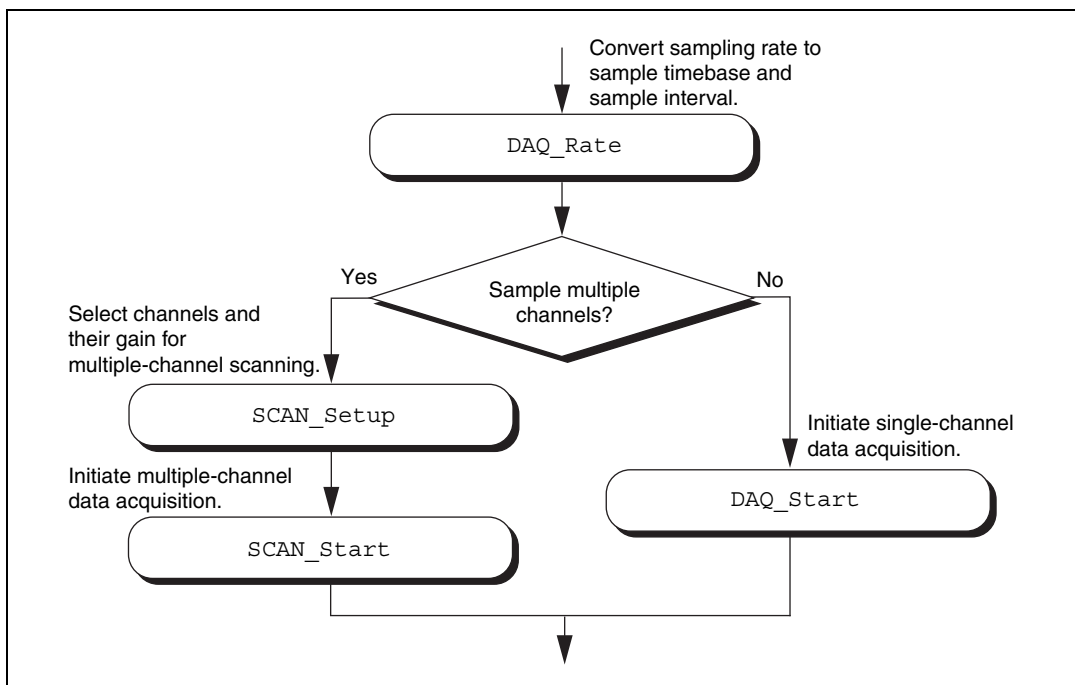 Convert sampling rate to
sample timebase and
sample interval.
DAQ_Rate
Yes
No
Sample multiple
channels?
Select channels and
their gain for
multiple-channel scanning.
SCAN_Setup
Initiate single-channel
data acquisition.
Initiate multiple-channel
data acquisition.
DAQ_Start
SCAN_Start